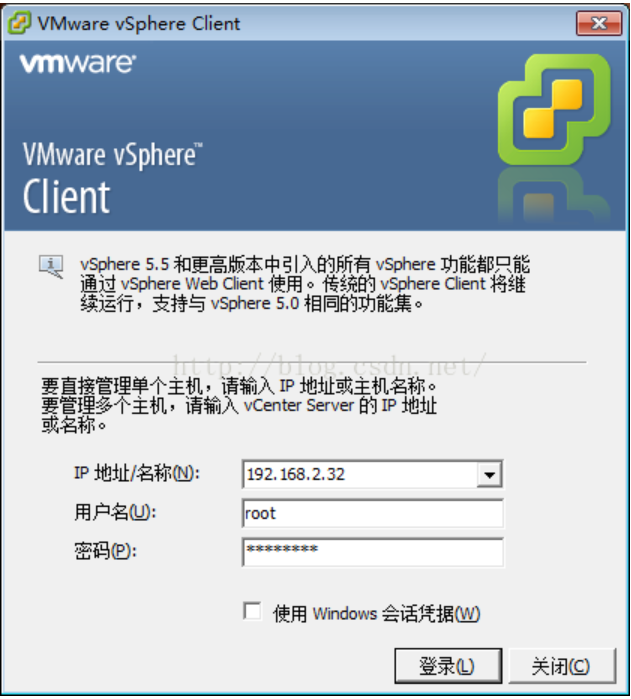 VMware vSphere Client
vmware
VMware vSphere™
Client
vSphere 5.5 和更高版本中引入的所有 vSphere 功能都只能
通过 vSphere Web Client 使用。传统的 vSphere Client 将继
续运行，支持与 vSphere 5.0 相同的功能集。
http://blog.csdn.net/
要直接管理单个主机，请输入 IP 地址或主机名称。
要管理多个主机，请输入 vCenter Server 的 IP 地址
或名称。
IP 地址/名称(N): 192.168.2.32
用户名(U): root
密码(P): ********
使用 Windows 会话凭据(W)
登录(L) 关闭(C)